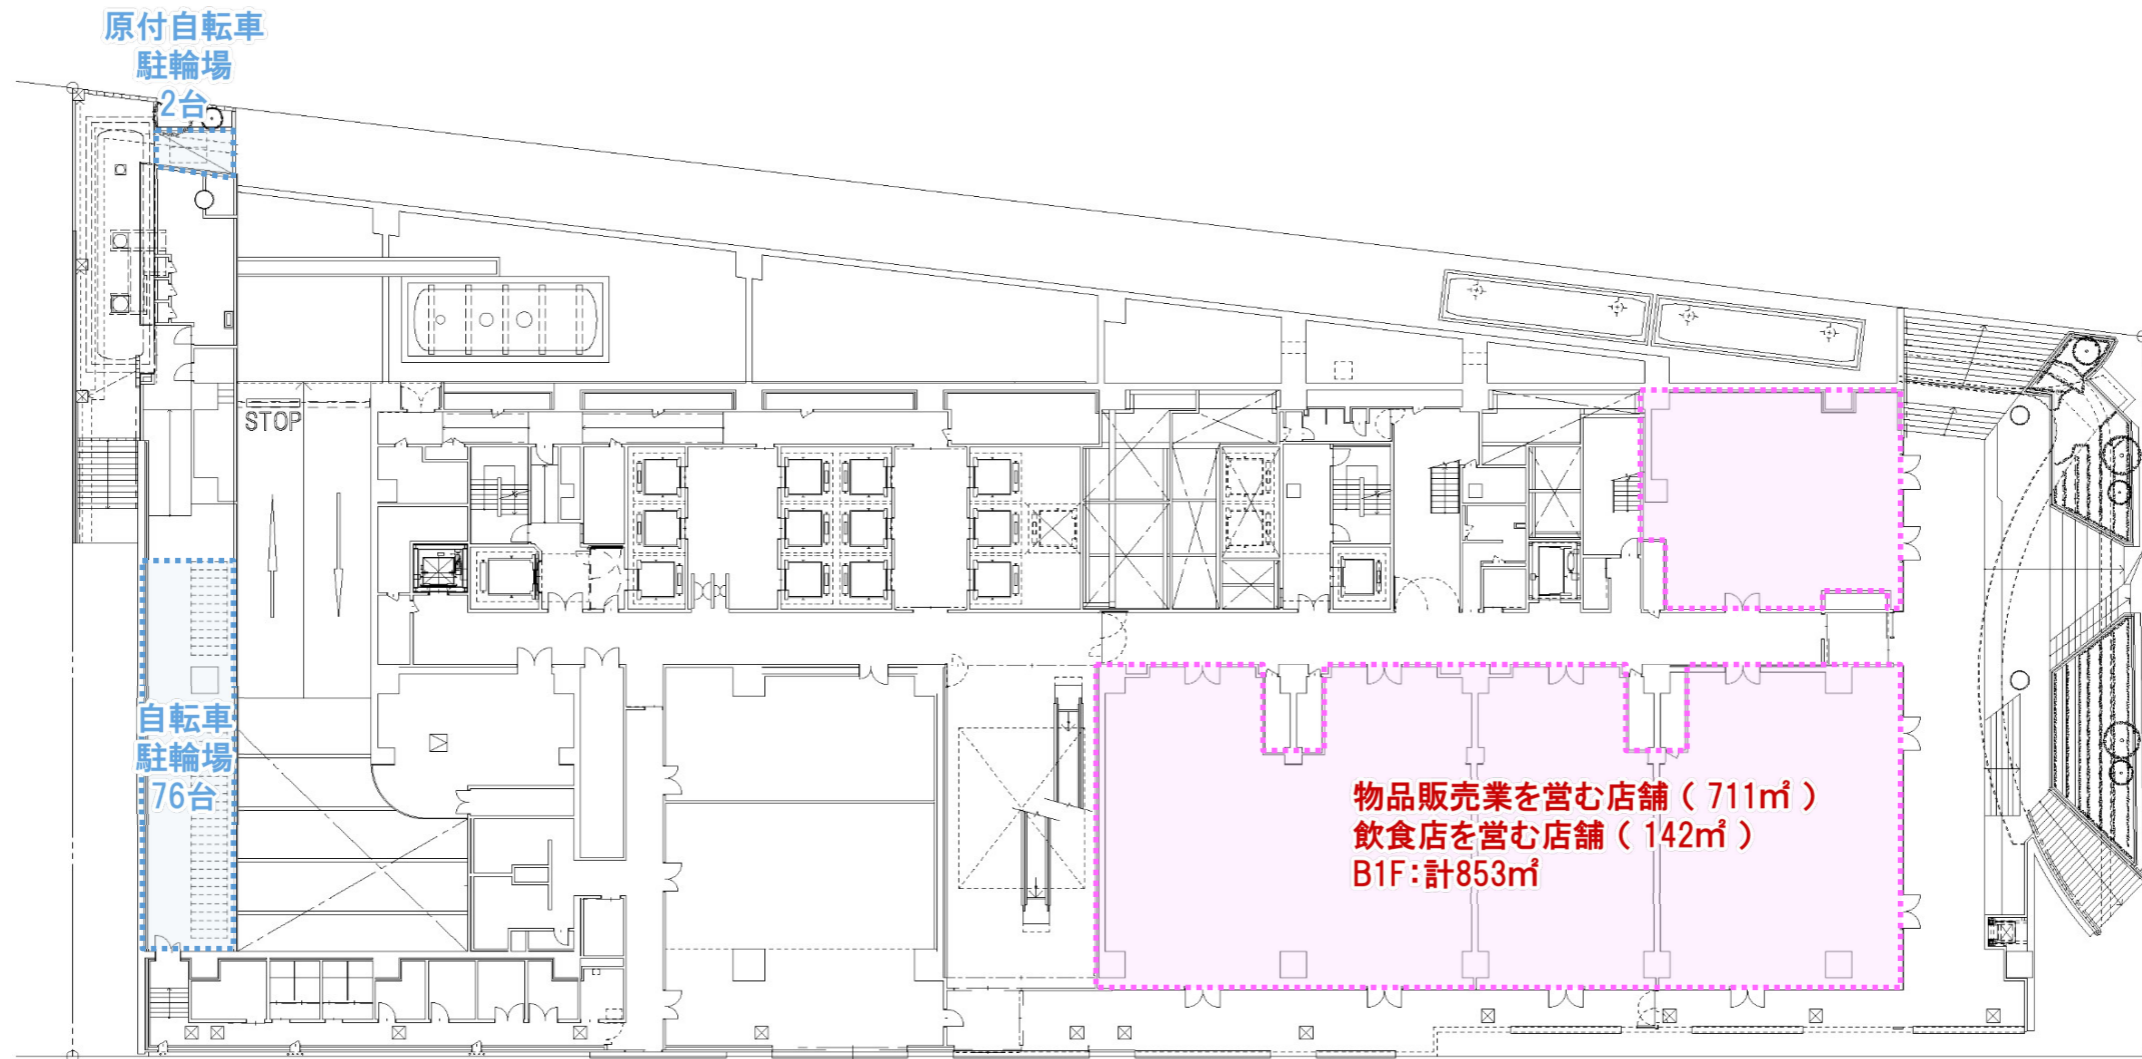 原付自転車
駐輪場
2台
STOP
自転車
駐輪場
76台
物品販売業を営む店舗（711㎡）
飲食店を営む店舗（142㎡）
B1F：計853㎡